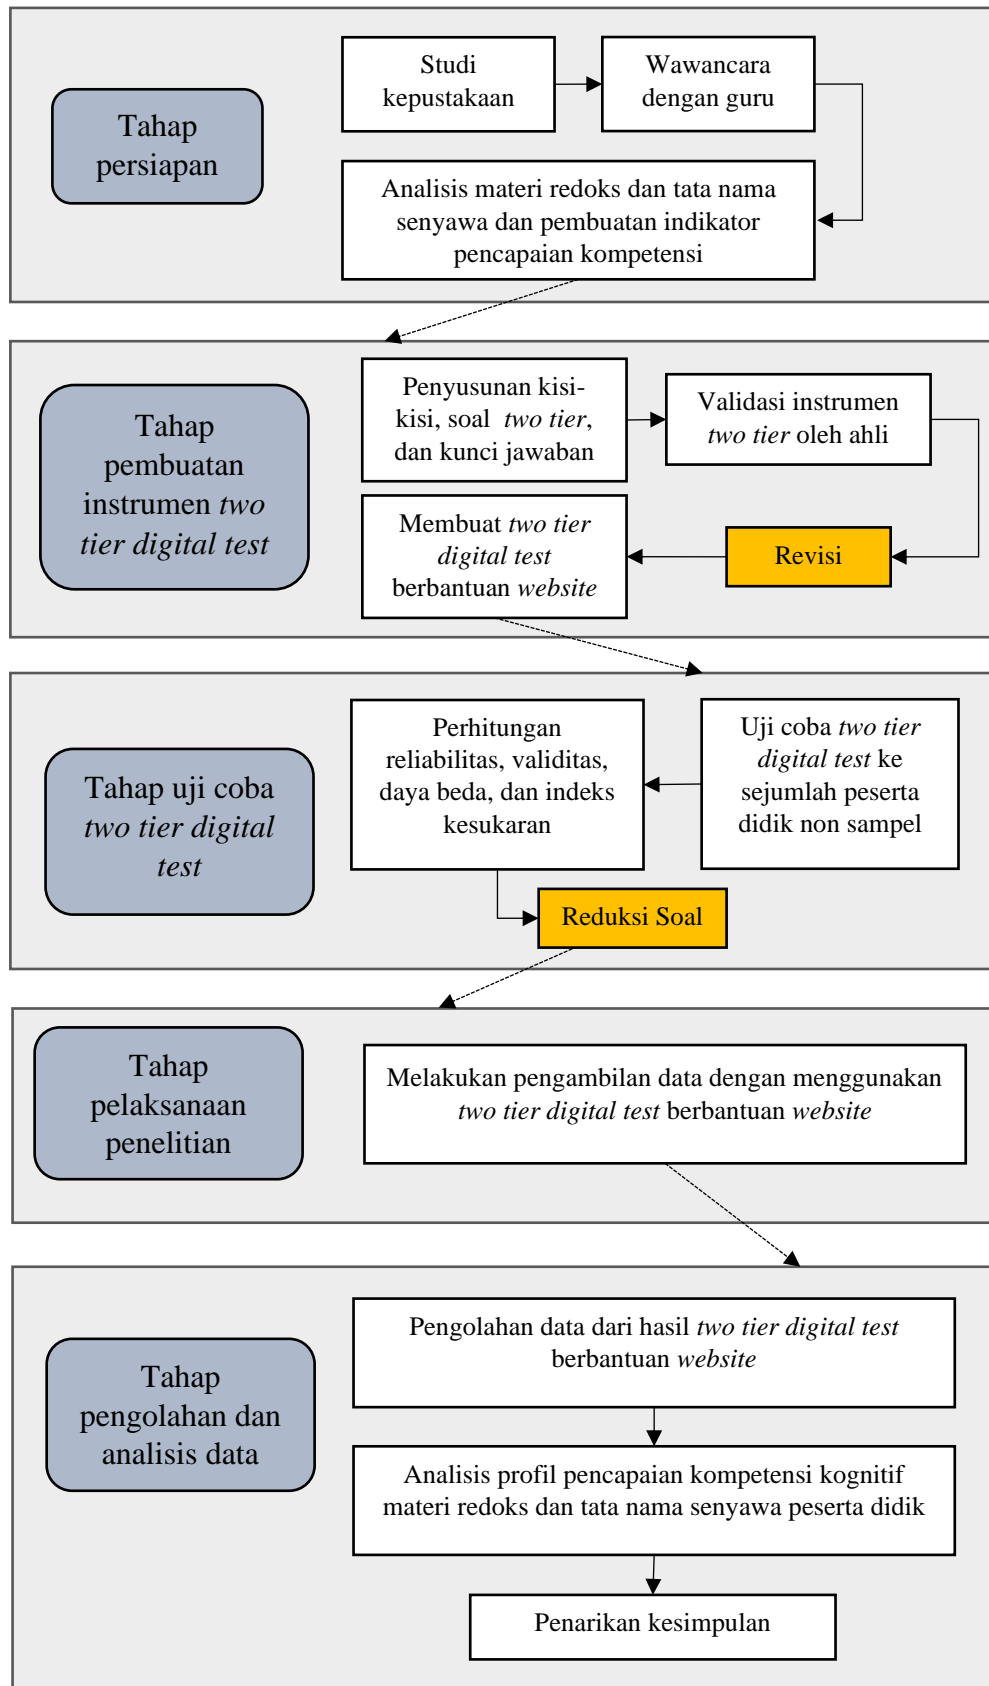 Tahap
persiapan
Studi
kepustakaan
Wawancara
dengan guru
Analisis materi redoks dan tata nama
senyawa dan pembuatan indikator
pencapaian kompetensi
Tahap
pembuatan
instrumen two
tier digital test
Penyusunan kisi-
kisi, soal two tier,
dan kunci jawaban
Validasi instrumen
two tier oleh ahli
Revisi
Membuat two tier
digital test
berbantuan website
Tahap uji coba
two tier digital
test
Uji coba two tier
digital test ke
sejumlah peserta
didik non sampel
Perhitungan
reliabilitas, validitas,
daya beda, dan indeks
kesukaran
Reduksi Soal
Tahap
pelaksanaan
penelitian
Melakukan pengambilan data dengan menggunakan
two tier digital test berbantuan website
Tahap
pengolahan dan
analisis data
Pengolahan data dari hasil two tier digital test
berbantuan website
Analisis profil pencapaian kompetensi kognitif
materi redoks dan tata nama senyawa peserta didik
Penarikan kesimpulan